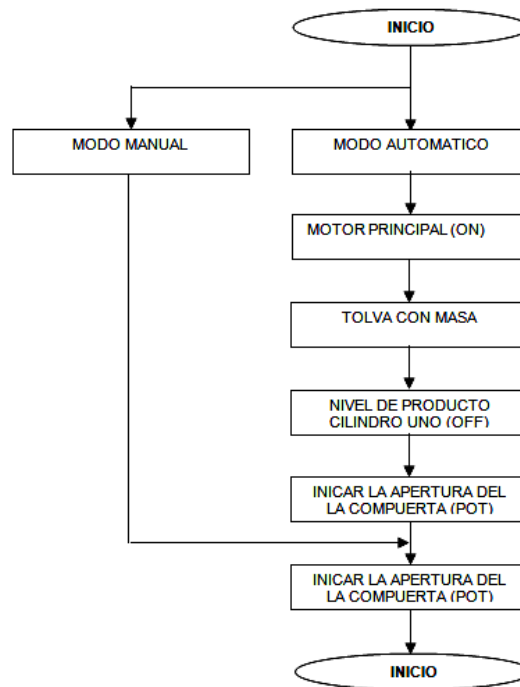 INICIO
MODO MANUAL
MODO AUTOMATICO
MOTOR PRINCIPAL (ON)
TOLVA CON MASA
NIVEL DE PRODUCTO
CILINDRO UNO (OFF)
INICAR LA APERTURA DEL
LA COMPUERTA (POT)
INICAR LA APERTURA DEL
LA COMPUERTA (POT)
INICIO